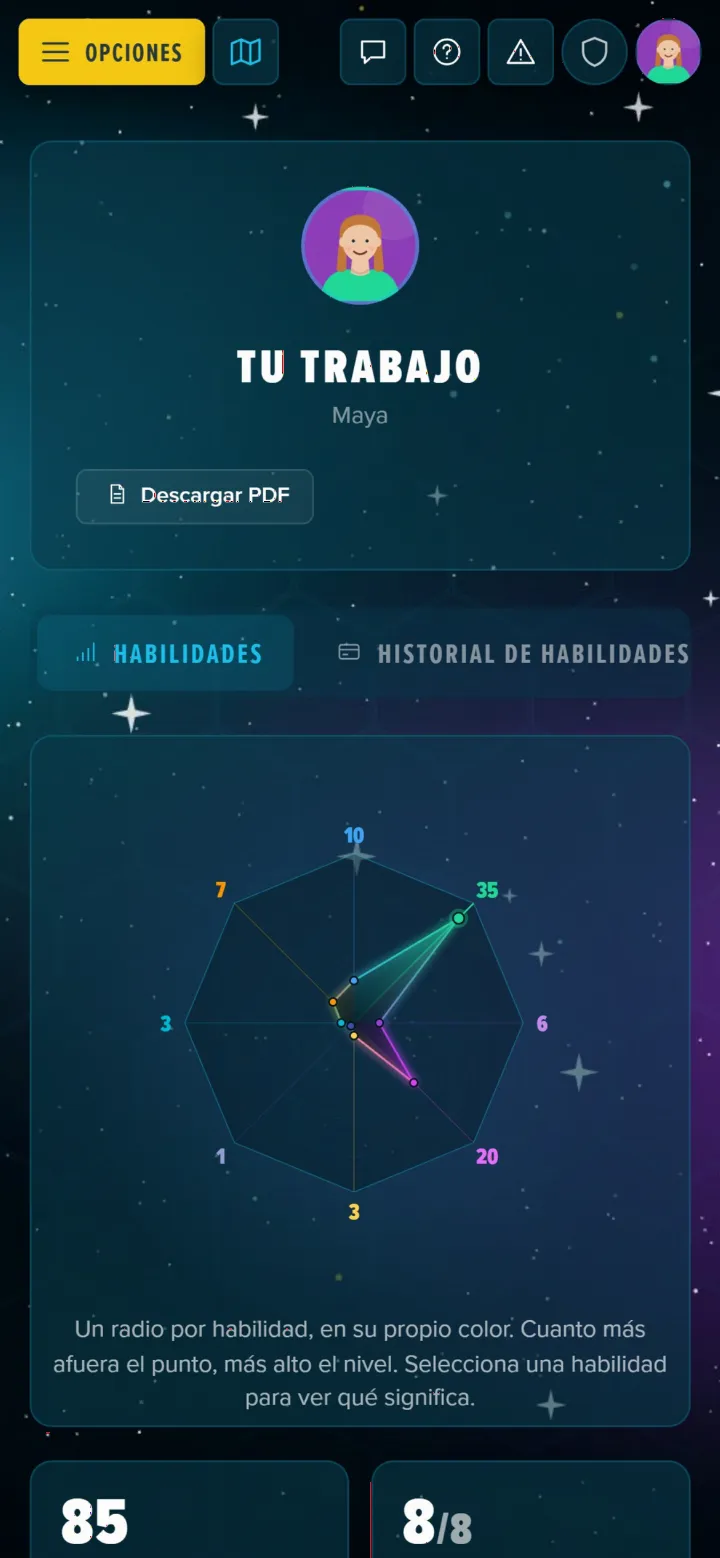 OPCIONES
TU TRABAJO
Maya
Descargar PDF
HABILIDADES
HISTORIAL DE HABILIDADES
10
7
35
3
6
1
20
3
Un radio por habilidad, en su propio color. Cuanto más
afuera el punto, más alto el nivel. Selecciona una habilidad
para ver qué significa.
85
8/8